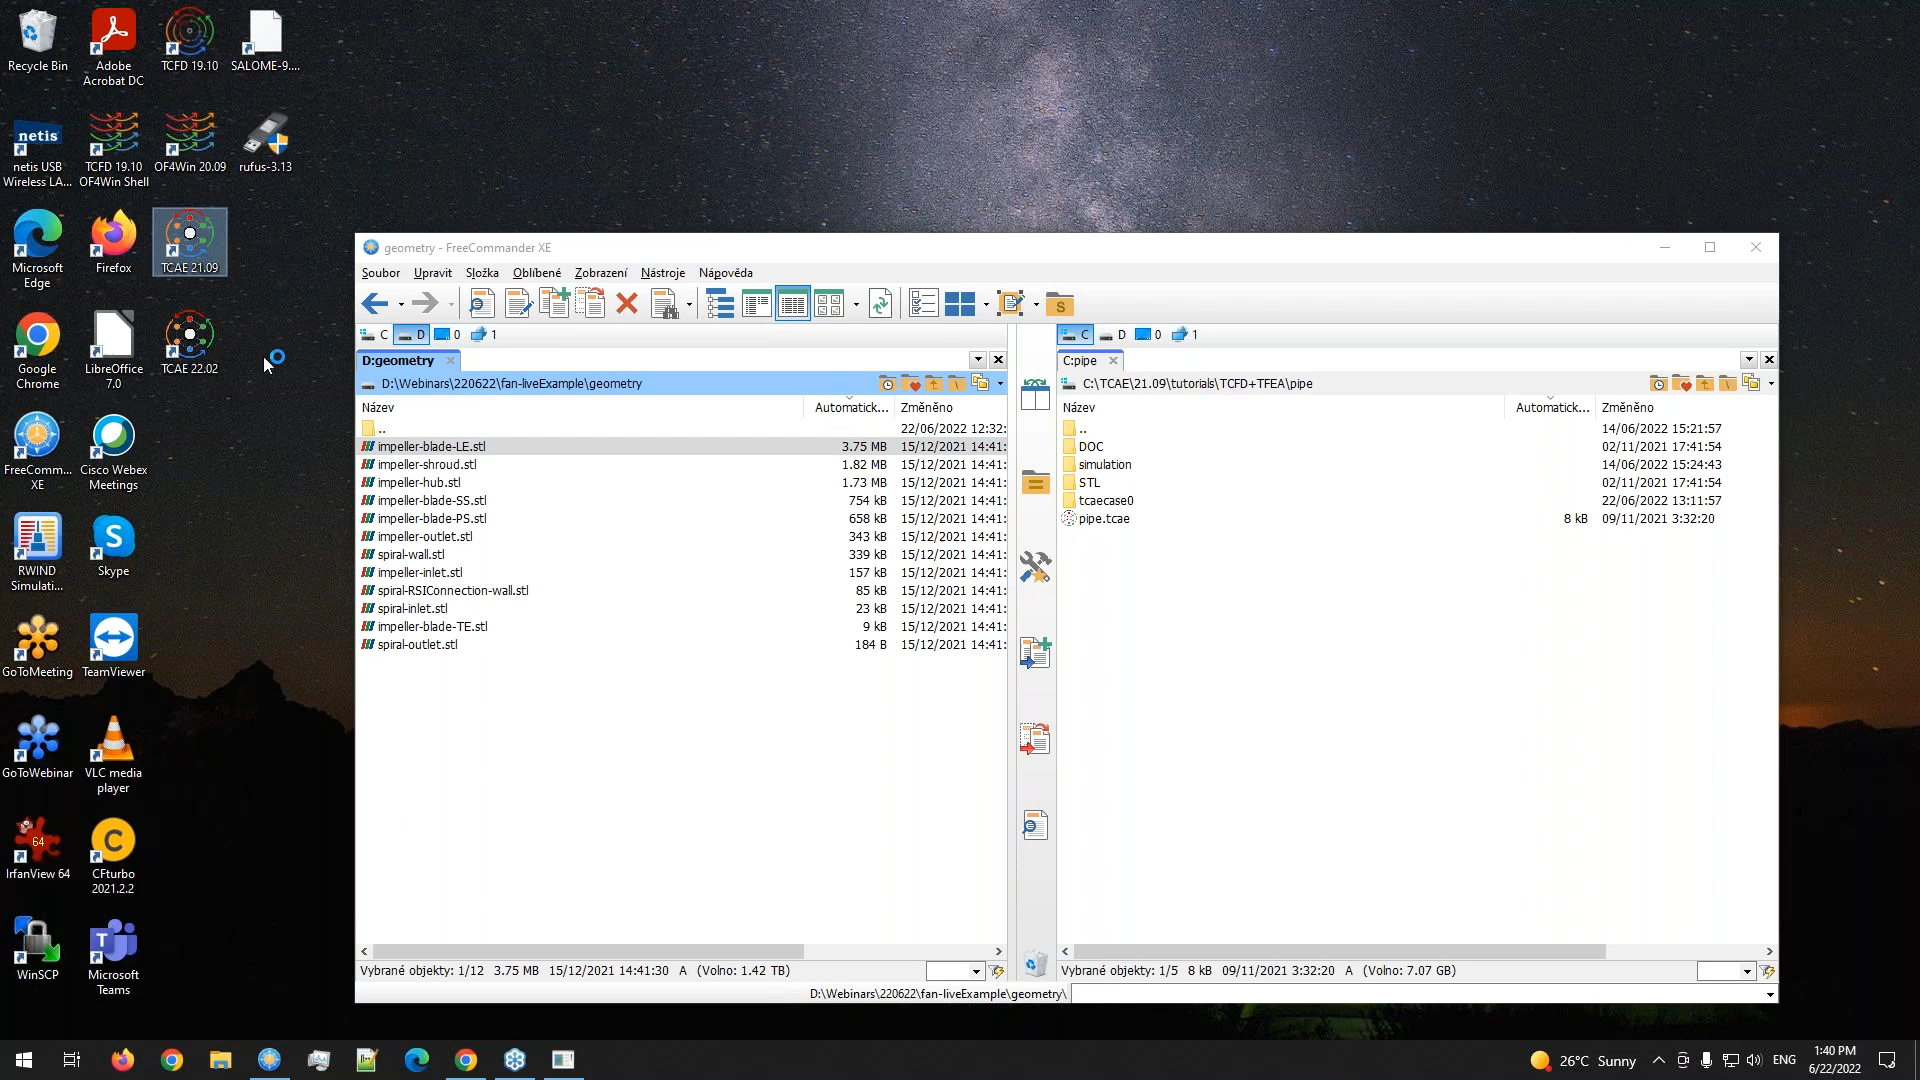 Recycle Bin
Adobe
Acrobat DC
TCFD 19.10
SALOME-9....
netis
netis USB
Wireless LA...
TCFD 19.10
OF4Win Shell
OF4Win 20.09
rufus-3.13
Microsoft
Edge
Firefox
TCAE 21.09
Google
Chrome
LibreOffice
7.0
TCAE 22.02
FreeComm...
XE
Cisco Webex
Meetings
RWIND
Simulati...
S
Skype
GoToMeeting
TeamViewer
GoToWebinar
VLC media
player
64
IrfanView 64
C
CFturbo
2021.2.2
WinSCP
T
Microsoft
Teams
geometry - FreeCommander XE
Soubor Upravit Složka Oblíbené Zobrazení Nástroje Nápověda
S
C D 0 1
D:geometry
D:\Webinars\220622\fan-liveExample\geometry
Název Automatick... Změněno
.. 22/06/2022 12:32:
impeller-blade-LE.stl 3.75 MB 15/12/2021 14:41:
impeller-shroud.stl 1.82 MB 15/12/2021 14:41:
impeller-hub.stl 1.73 MB 15/12/2021 14:41:
impeller-blade-SS.stl 754 kB 15/12/2021 14:41:
impeller-blade-PS.stl 658 kB 15/12/2021 14:41:
impeller-outlet.stl 343 kB 15/12/2021 14:41:
spiral-wall.stl 339 kB 15/12/2021 14:41:
impeller-inlet.stl 157 kB 15/12/2021 14:41:
spiral-RSIConnection-wall.stl 85 kB 15/12/2021 14:41:
spiral-inlet.stl 23 kB 15/12/2021 14:41:
impeller-blade-TE.stl 9 kB 15/12/2021 14:41:
spiral-outlet.stl 184 B 15/12/2021 14:41:
Vybrané objekty: 1/12 3.75 MB 15/12/2021 14:41:30 A (Volno: 1.42 TB)
C D 0 1
C:pipe
C:\TCAE\21.09\tutorials\TCFD+TFEA\pipe
Název Automatick... Změněno
.. 14/06/2022 15:21:57
DOC 02/11/2021 17:41:54
simulation 14/06/2022 15:24:43
STL 02/11/2021 17:41:54
tcaecase0 22/06/2022 13:11:57
pipe.tcae 8 kB 09/11/2021 3:32:20
Vybrané objekty: 1/5 8 kB 09/11/2021 3:32:20 A (Volno: 7.07 GB)
D:\Webinars\220622\fan-liveExample\geometry\
26°C Sunny
ENG
1:40 PM
6/22/2022